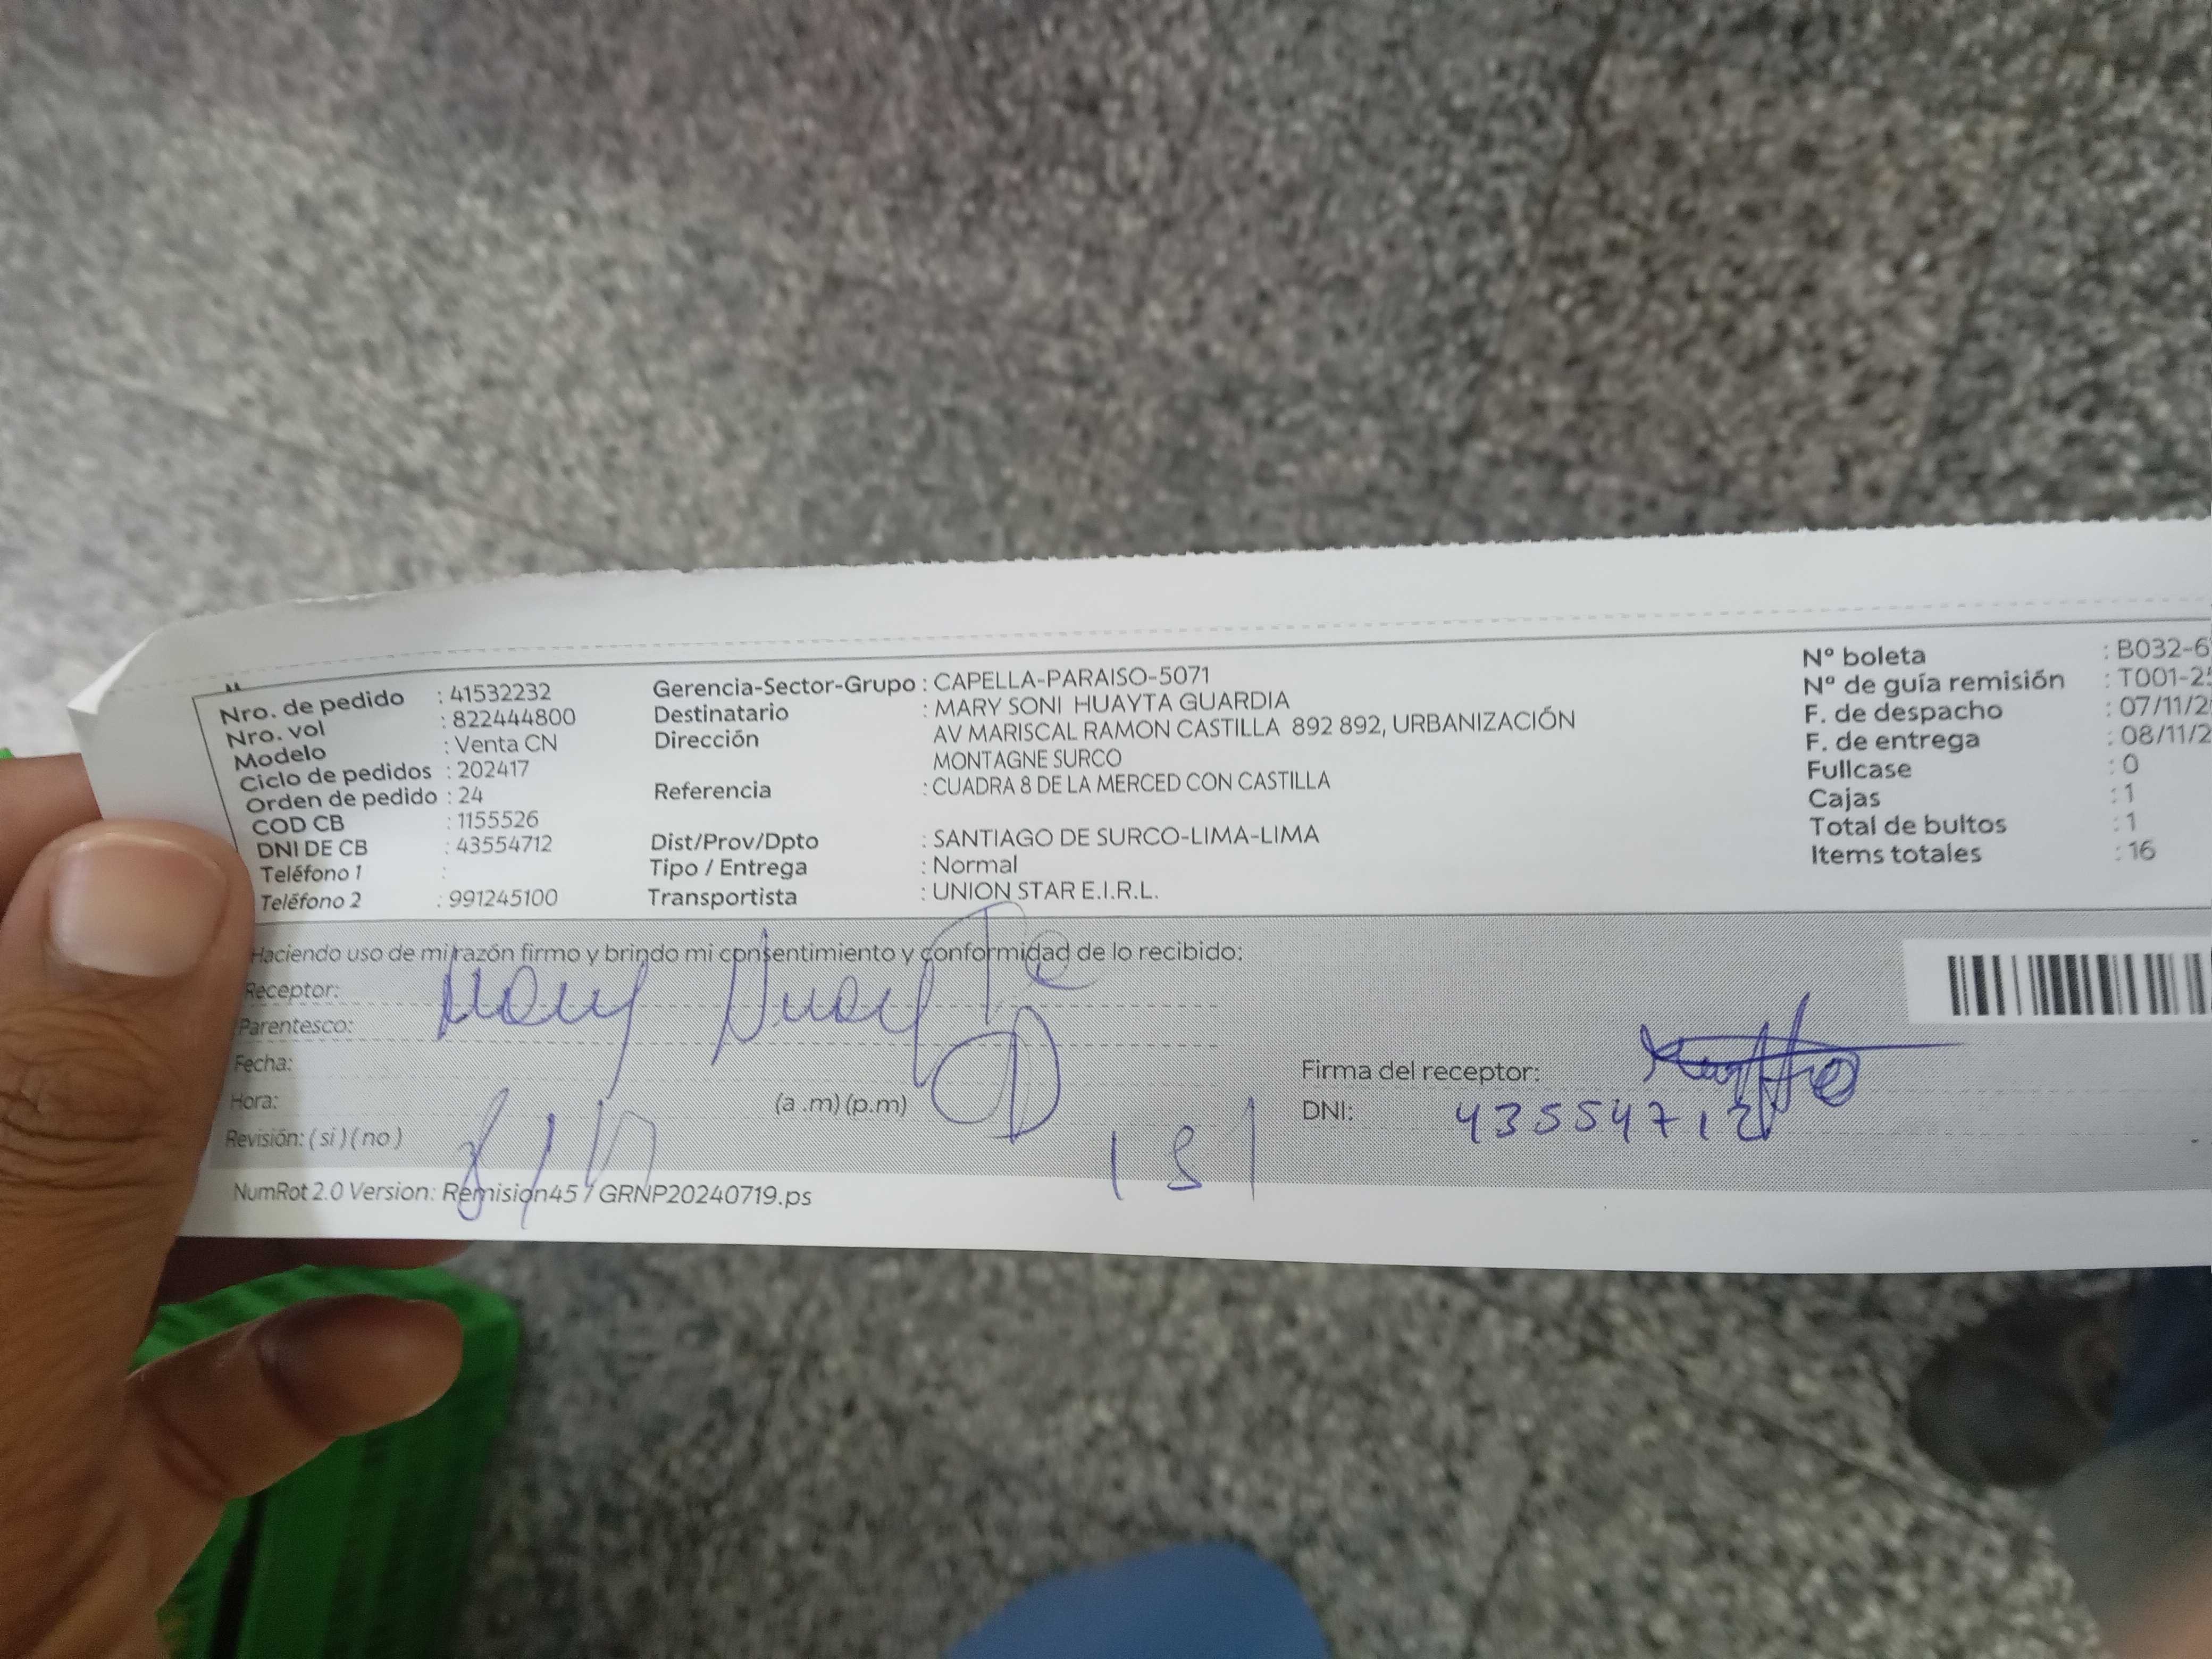 Nro. de pedido : 41532232
Nro. vol : 822444800
Modelo : Venta CN
Ciclo de pedidos : 202417
Orden de pedido : 24
COD CB : 1155526
DNI DE CB : 43554712
Teléfono 1 :
Teléfono 2 : 991245100
Gerencia-Sector-Grupo : CAPELLA-PARAISO-5071
Destinatario : MARY SONI HUAYTA GUARDIA
Dirección : AV MARISCAL RAMON CASTILLA 892 892, URBANIZACIÓN
MONTAGNE SURCO
Referencia : CUADRA 8 DE LA MERCED CON CASTILLA
Dist/Prov/Dpto : SANTIAGO DE SURCO-LIMA-LIMA
Tipo / Entrega : Normal
Transportista : UNION STAR E.I.R.L.
Nº boleta : B032-6
Nº de guía remisión : T001-25
F. de despacho : 07/11/2
F. de entrega : 08/11/2
Fullcase : 0
Cajas : 1
Total de bultos : 1
Items totales : 16
Haciendo uso de mi razón firmo y brindo mi consentimiento y conformidad de lo recibido:
Receptor: Mary Huayta
Parentesco:
Fecha:
Hora: (a .m) (p.m)
Revisión: ( si ) ( no )
Firma del receptor:
DNI: 43554712
NumRot 2.0 Version: Remision45 / GRNP20240719.ps